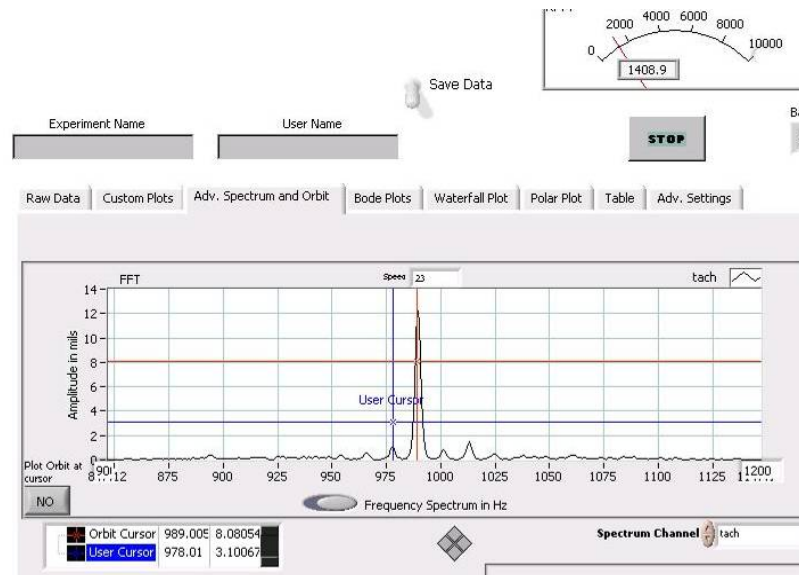 2000 4000 6000 8000
0 10000
1408.9
Save Data
Experiment Name User Name
STOP
Raw Data Custom Plots Adv. Spectrum and Orbit Bode Plots Waterfall Plot Polar Plot Table Adv. Settings
FFT Speed 23 tach
14
12
10
8
6
4
2
Amplitude in mils
User Cursor
Plot Orbit at
cursor
875 900 925 950 975 1000 1025 1050 1075 1100 1125 1200
NO
Frequency Spectrum in Hz
Orbit Cursor 989.005 8.08054
User Cursor 978.01 3.10067
Spectrum Channel tach